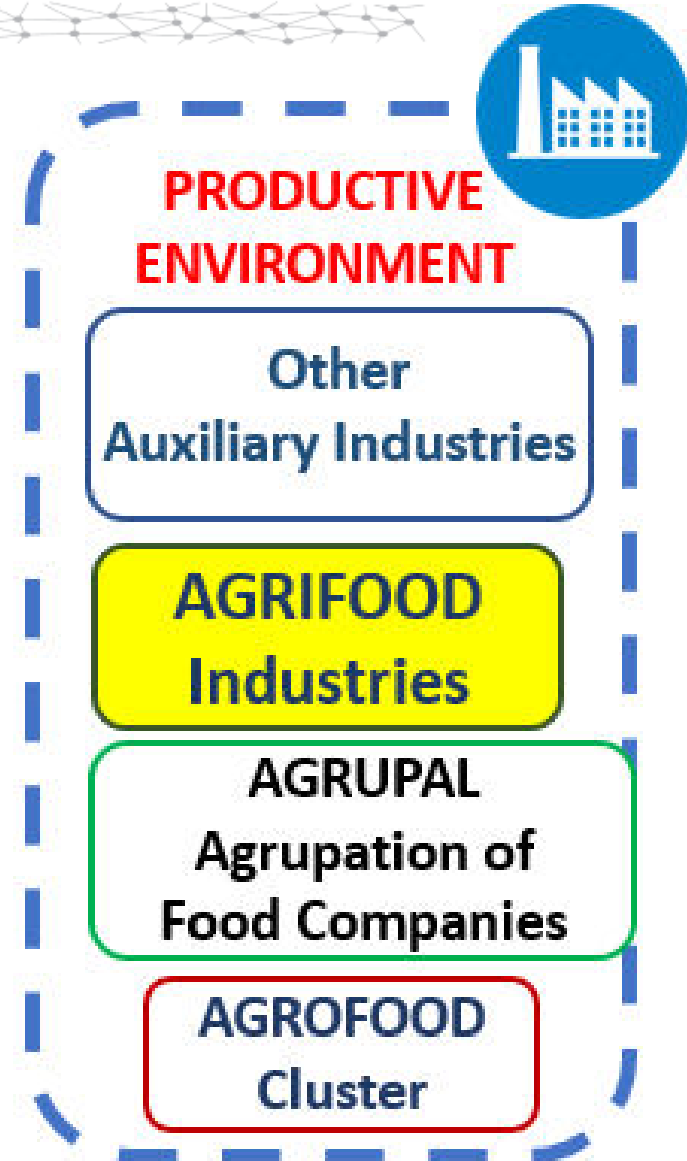 PRODUCTIVE
ENVIRONMENT
Other
Auxiliary Industries
AGRIFOOD
Industries
AGRUPAL
Agrupation of
Food Companies
AGROFOOD
Cluster